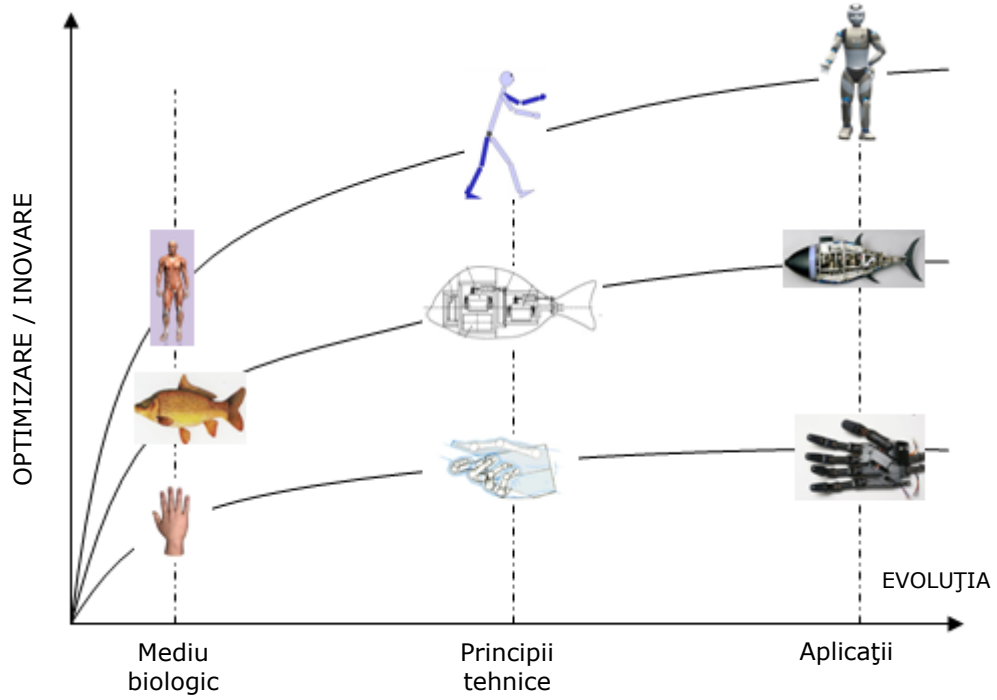 OPTIMIZARE / INOVARE
EVOLUŢIA
Mediu
biologic
Principii
tehnice
Aplicaţii